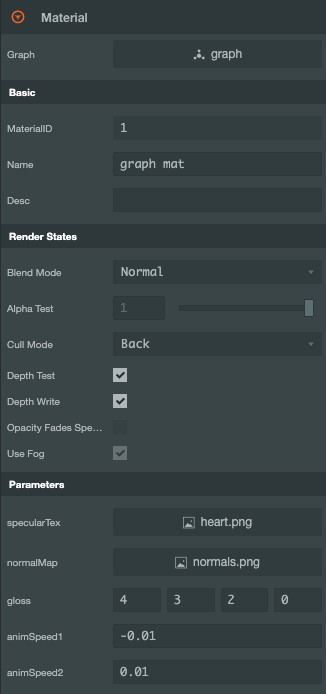 Material
Graph graph
Basic
MaterialID 1
Name graph mat
Desc
Render States
Blend Mode Normal
Alpha Test 1
Cull Mode Back
Depth Test
Depth Write
Opacity Fades Spe...
Use Fog
Parameters
specularTex heart.png
normalMap normals.png
gloss 4 3 2 0
animSpeed1 -0.01
animSpeed2 0.01